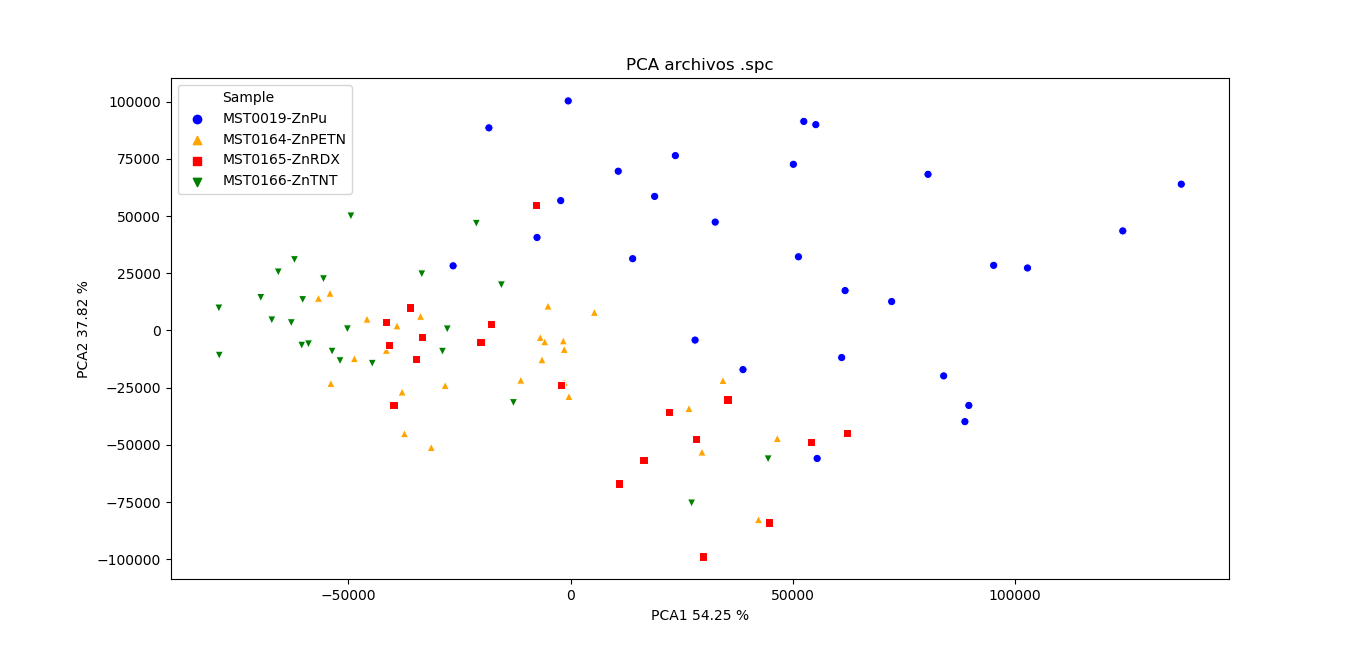 PCA archivos .spc
Sample
MST0019-ZnPu
MST0164-ZnPETN
MST0165-ZnRDX
MST0166-ZnTNT
100000
75000
50000
25000
0
−25000
−50000
−75000
−100000
PCA2 37.82 %
−50000
0
50000
100000
PCA1 54.25 %